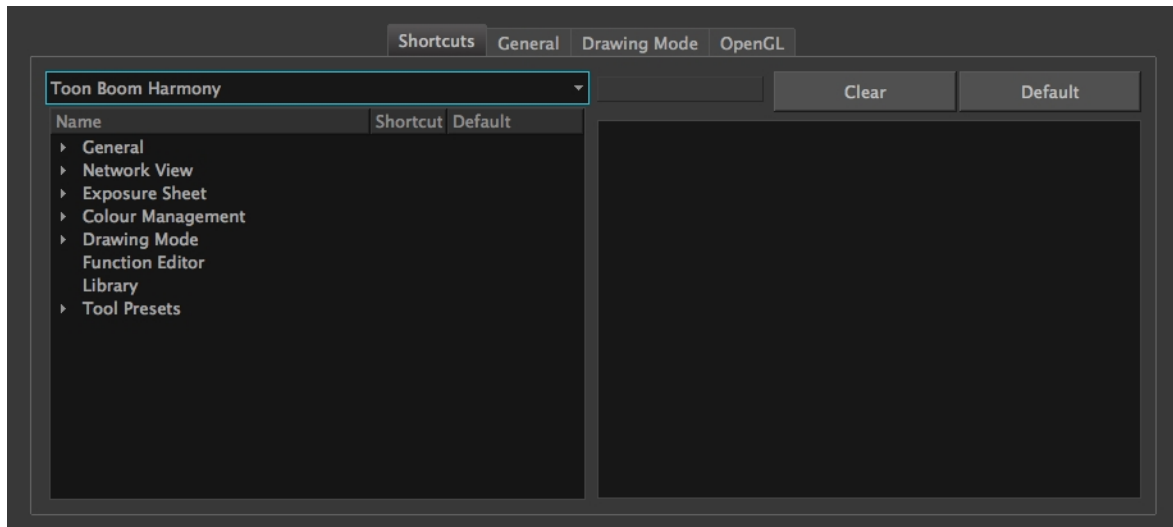 Shortcuts General Drawing Mode OpenGL
Toon Boom Harmony Clear Default
Name Shortcut Default
General
Network View
Exposure Sheet
Colour Management
Drawing Mode
Function Editor
Library
Tool Presets